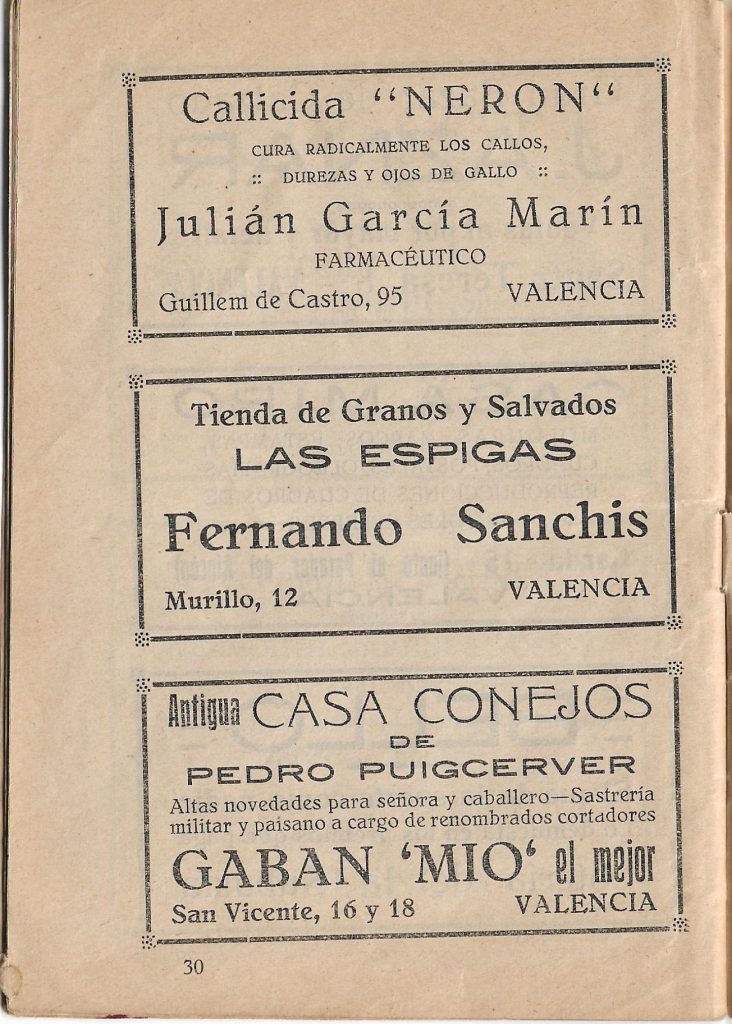 Callicida "NERON"
CURA RADICALMENTE LOS CALLOS,
:: DUREZAS Y OJOS DE GALLO ::
Julián García Marín
FARMACÉUTICO
Guillem de Castro, 95 VALENCIA
Tienda de Granos y Salvados
LAS ESPIGAS
Fernando Sanchis
Murillo, 12 VALENCIA
Antigua CASA CONEJOS
DE
PEDRO PUIGCERVER
Altas novedades para señora y caballero—Sastrería
militar y paisano a cargo de renombrados cortadores
GABAN 'MIO' el mejor
San Vicente, 16 y 18 VALENCIA
30